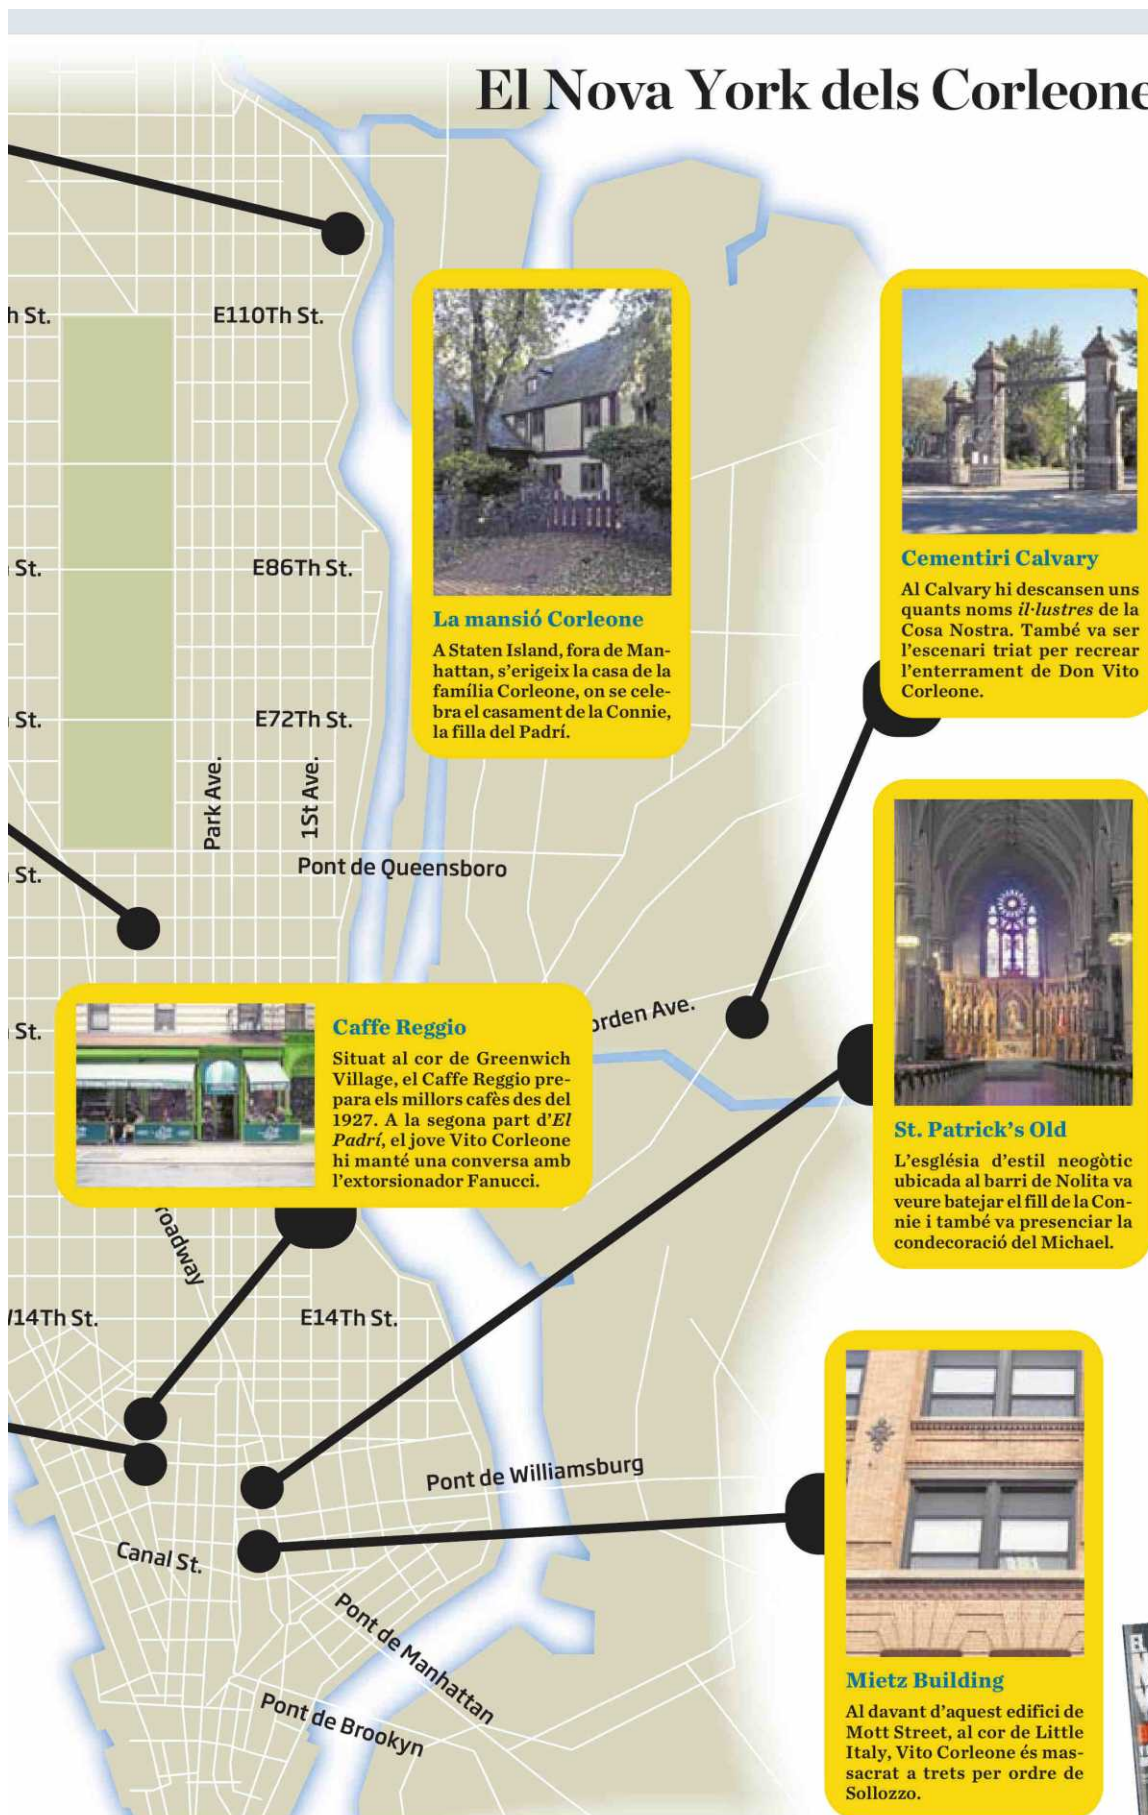 El Nova York dels Corleone
h St.
E110Th St.
St.
E86Th St.
St.
E72Th St.
Park Ave.
1St Ave.
St.
Pont de Queensboro
St.
La mansió Corleone
A Staten Island, fora de Man-
hattan, s'erigeix la casa de la
família Corleone, on se cele-
bra el casament de la Connie,
la filla del Padrí.
Cementiri Calvary
Al Calvary hi descansen uns
quants noms il·lustres de la
Cosa Nostra. També va ser
l'escenari triat per recrear
l'enterrament de Don Vito
Corleone.
Caffe Reggio
Situat al cor de Greenwich
Village, el Caffe Reggio pre-
para els millors cafès des del
1927. A la segona part d'El
Padrí, el jove Vito Corleone
hi manté una conversa amb
l'extorsionador Fanucci.
orden Ave.
St. Patrick's Old
L'església d'estil neogòtic
ubicada al barri de Nolita va
veure batejar el fill de la Con-
nie i també va presenciar la
condecoració del Michael.
roadway
14Th St.
E14Th St.
Pont de Williamsburg
Canal St.
Pont de Manhattan
Pont de Brookyn
Mietz Building
Al davant d'aquest edifici de
Mott Street, al cor de Little
Italy, Vito Corleone és mas-
sacrat a trets per ordre de
Sollozzo.